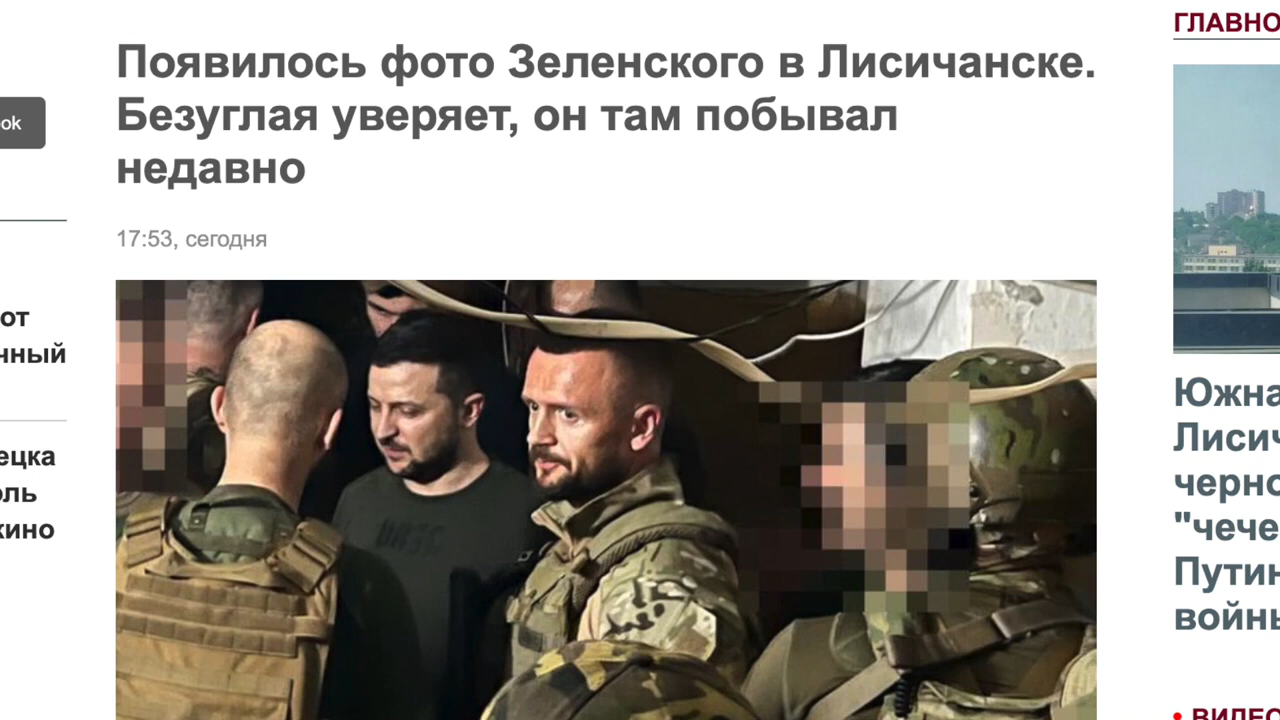 Появилось фото Зеленского в Лисичанске.
Безуглая уверяет, он там побывал
недавно
17:53, сегодня
ok
от
чный
ецка
оль
кино
ГЛАВНО
Южна
Лисич
черно
"чече
Путин
войны
• ВИДЕО